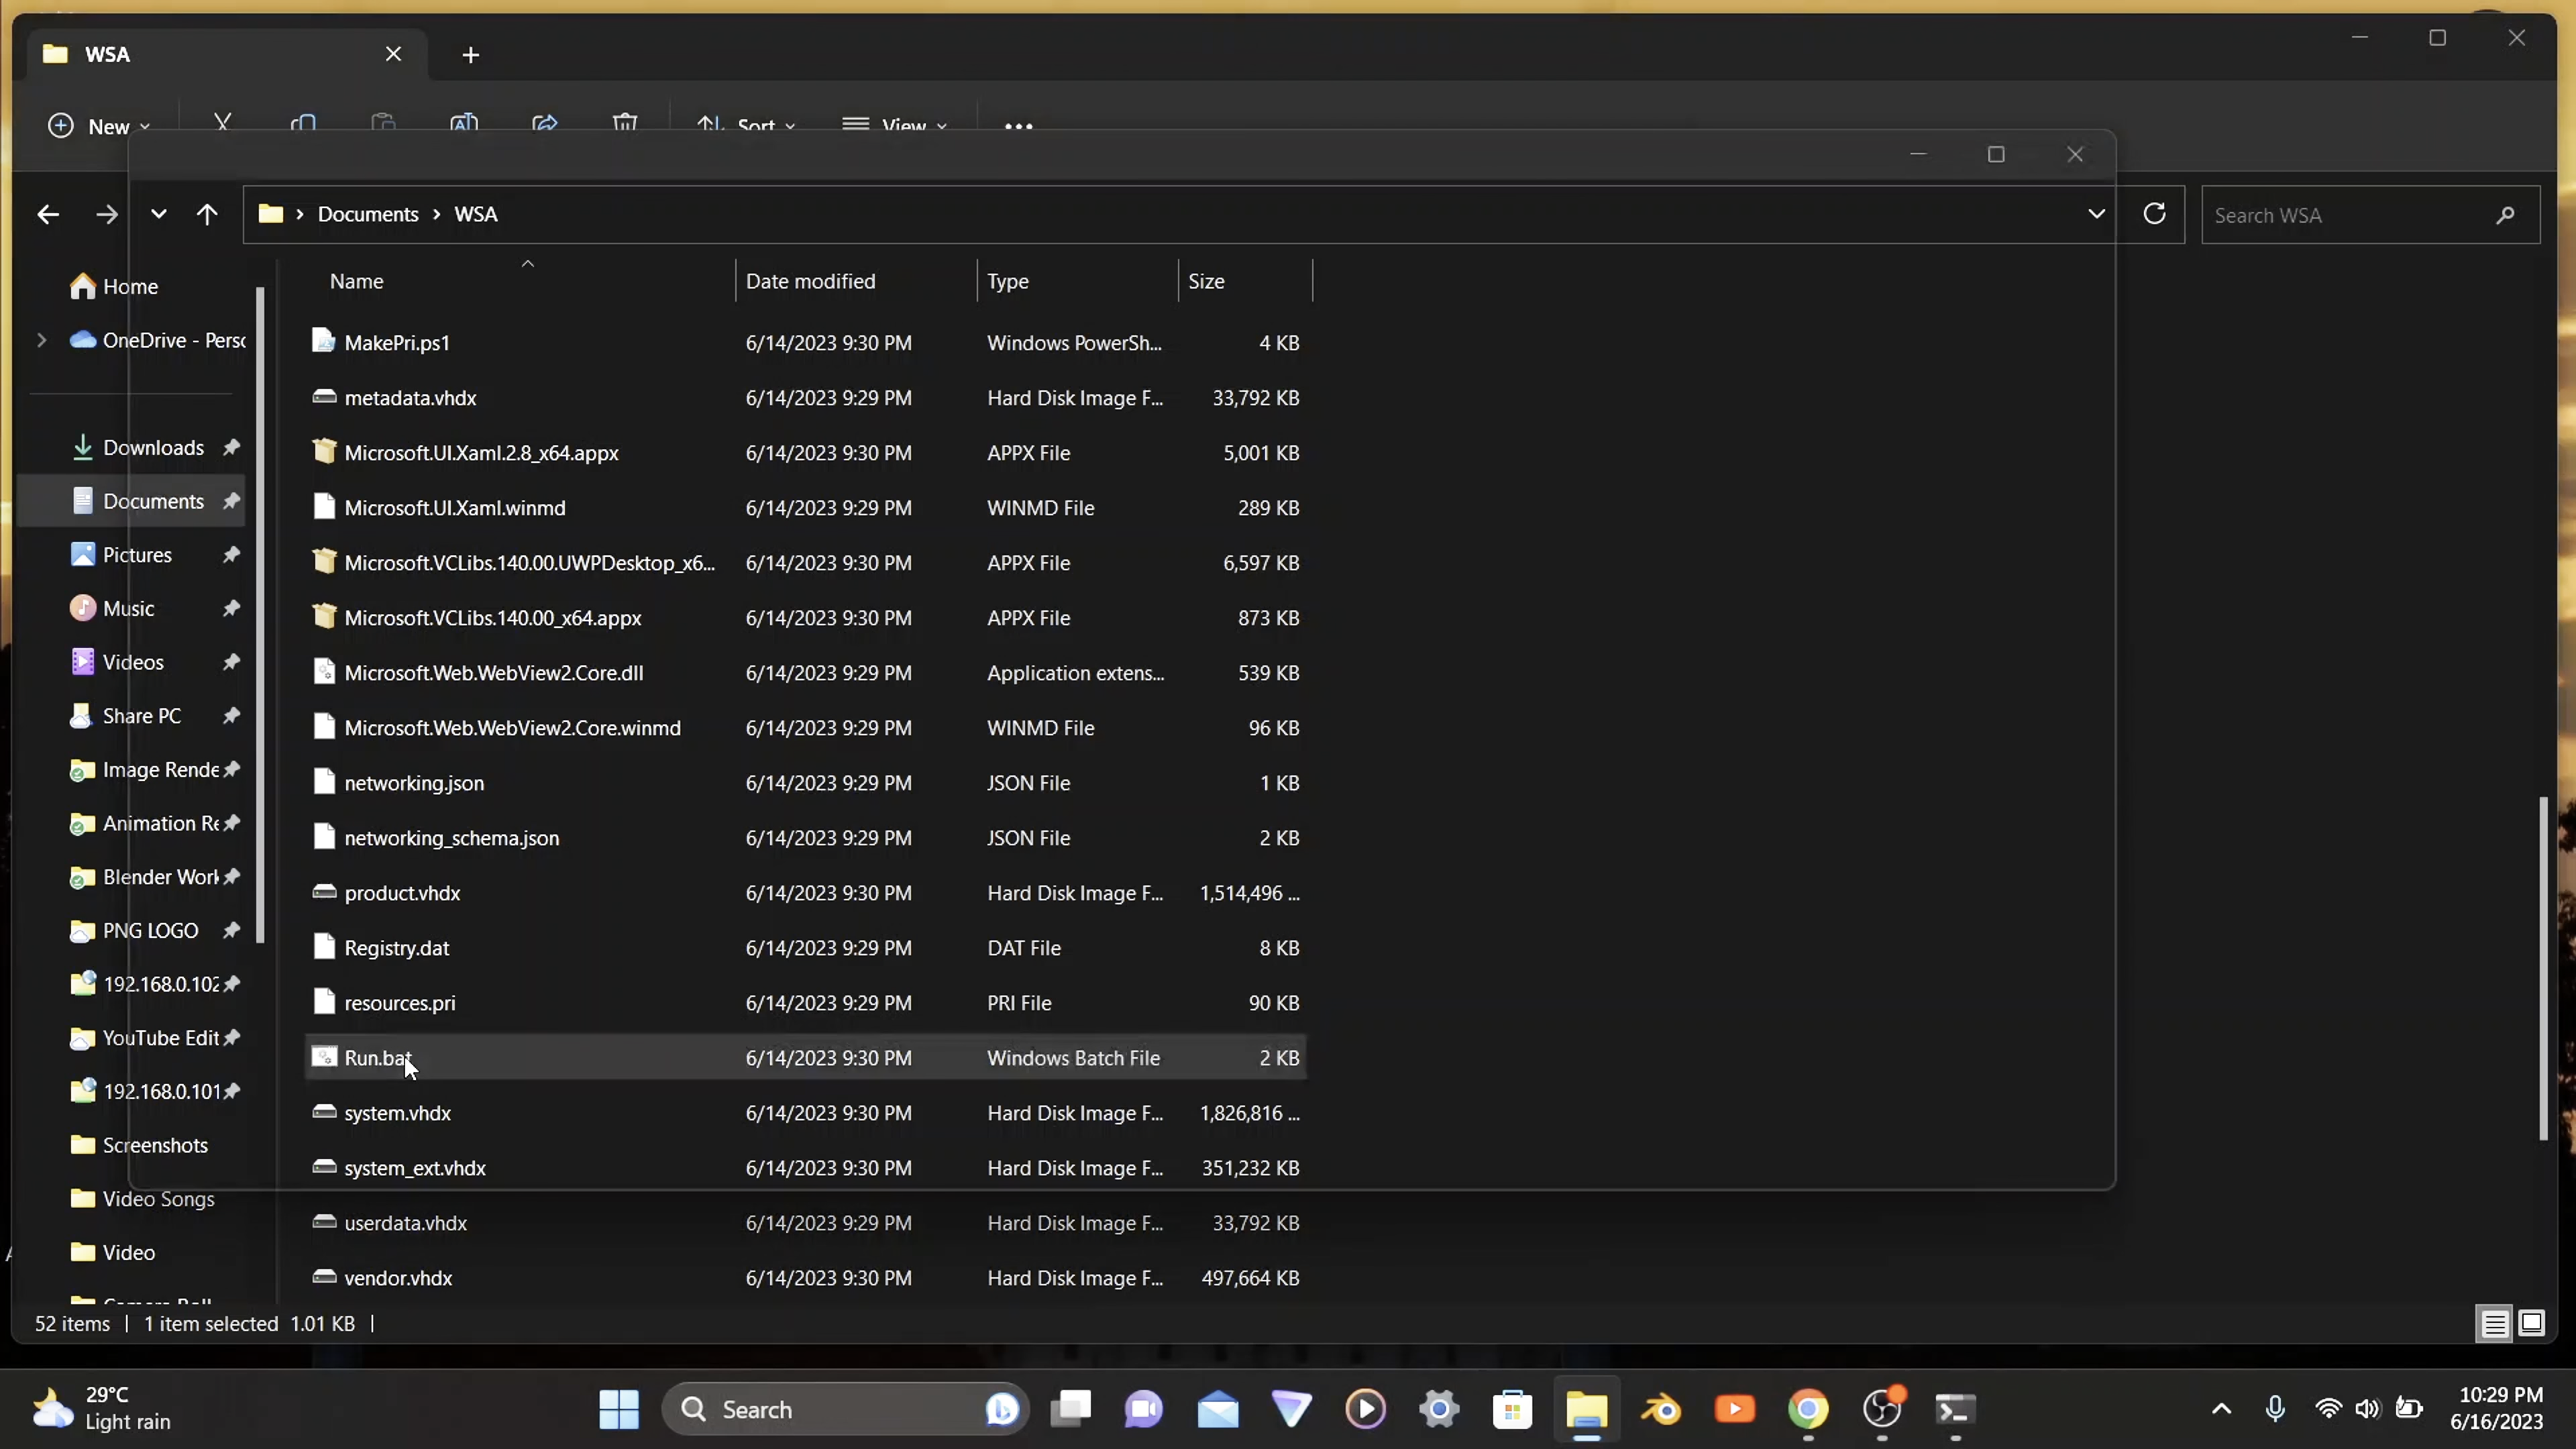 WSA
New
Sort
View
Documents
WSA
Search WSA
Name
Date modified
Type
Size
Home
OneDrive - Perso
Downloads
Documents
Pictures
Music
Videos
Share PC
Image Rende
Animation Re
Blender Work
PNG LOGO
192.168.0.102
YouTube Edit
192.168.0.101
Screenshots
Video Songs
Video
Camera Roll
MakePri.ps1 6/14/2023 9:30 PM Windows PowerSh... 4 KB
metadata.vhdx 6/14/2023 9:29 PM Hard Disk Image F... 33,792 KB
Microsoft.UI.Xaml.2.8_x64.appx 6/14/2023 9:30 PM APPX File 5,001 KB
Microsoft.UI.Xaml.winmd 6/14/2023 9:29 PM WINMD File 289 KB
Microsoft.VCLibs.140.00.UWPDesktop_x6... 6/14/2023 9:30 PM APPX File 6,597 KB
Microsoft.VCLibs.140.00_x64.appx 6/14/2023 9:30 PM APPX File 873 KB
Microsoft.Web.WebView2.Core.dll 6/14/2023 9:29 PM Application extens... 539 KB
Microsoft.Web.WebView2.Core.winmd 6/14/2023 9:29 PM WINMD File 96 KB
networking.json 6/14/2023 9:29 PM JSON File 1 KB
networking_schema.json 6/14/2023 9:29 PM JSON File 2 KB
product.vhdx 6/14/2023 9:30 PM Hard Disk Image F... 1,514,496 ...
Registry.dat 6/14/2023 9:29 PM DAT File 8 KB
resources.pri 6/14/2023 9:29 PM PRI File 90 KB
Run.bat 6/14/2023 9:30 PM Windows Batch File 2 KB
system.vhdx 6/14/2023 9:30 PM Hard Disk Image F... 1,826,816 ...
system_ext.vhdx 6/14/2023 9:30 PM Hard Disk Image F... 351,232 KB
userdata.vhdx 6/14/2023 9:29 PM Hard Disk Image F... 33,792 KB
vendor.vhdx 6/14/2023 9:30 PM Hard Disk Image F... 497,664 KB
52 items 1 item selected 1.01 KB
29°C
Light rain
Search
10:29 PM
6/16/2023